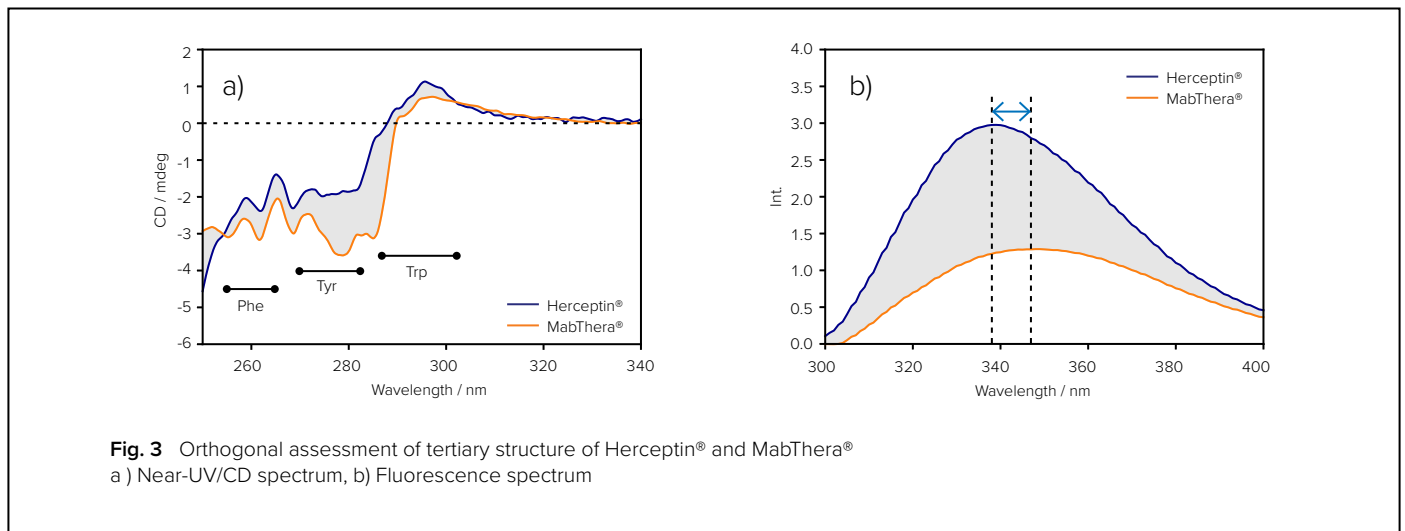 2
1
0
-1
-2
-3
-4
-5
-6
CD / mdeg
a)
Phe
Tyr
Trp
Herceptin®
MabThera®
260 280 300 320 340
Wavelength / nm
4.0
3.5
3.0
2.5
2.0
1.5
1.0
0.5
0.0
Int.
b)
Herceptin®
MabThera®
300 320 340 360 380 400
Wavelength / nm
Fig. 3 Orthogonal assessment of tertiary structure of Herceptin® and MabThera®
a ) Near-UV/CD spectrum, b) Fluorescence spectrum